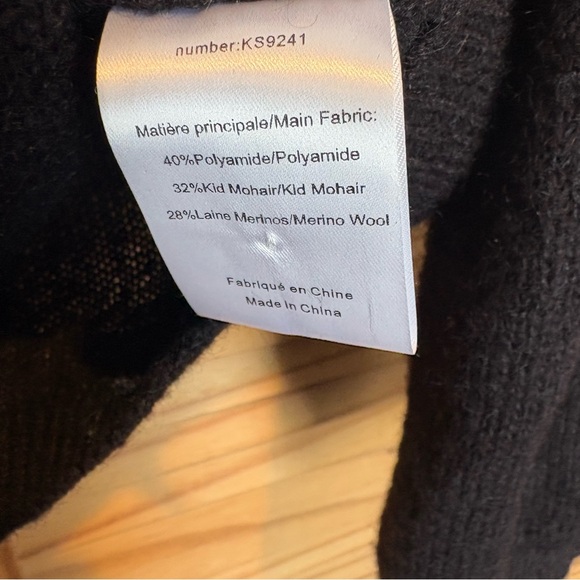 number:KS9241
Matière principale/Main Fabric:
40%Polyamide/Polyamide
32%Kid Mohair/Kid Mohair
28%Laine Merinos/Merino Wool
Fabriqué en Chine
Made in China